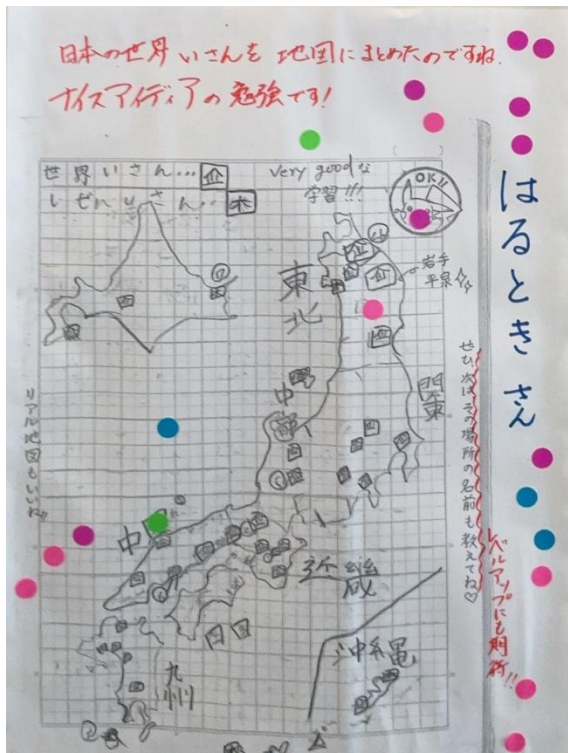 日本の世界いさんを地図にまとめたのですね。
ナイスアイディアの勉強です!
世界いさん…企
しぜんいさん…木
very goodな
学習!!!
OK!!
はるときさん
東北
岩手
平泉
関東
中部
ぜひ次はその場所の名前も教えてね♡
レベルアップにも期待!!
リアル地図もいいね!!
中
近畿
四国
九州
沖縄